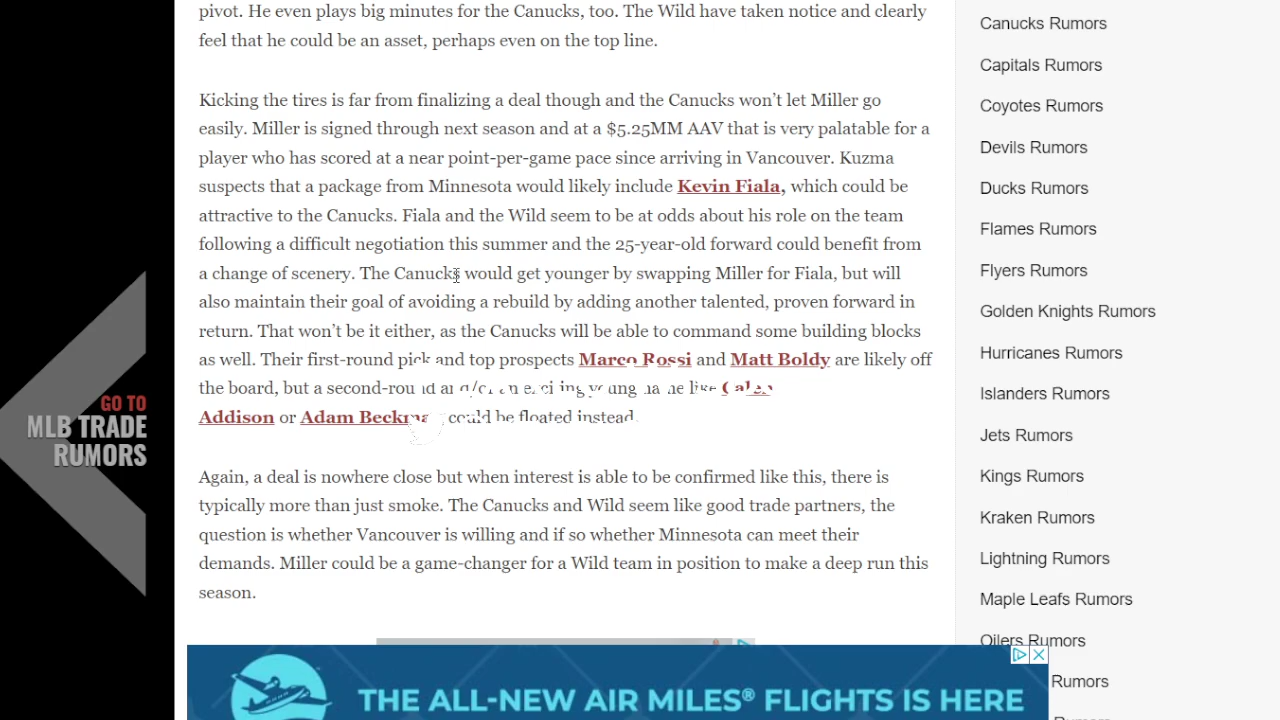 pivot. He even plays big minutes for the Canucks, too. The Wild have taken notice and clearly
feel that he could be an asset, perhaps even on the top line.
Kicking the tires is far from finalizing a deal though and the Canucks won’t let Miller go
easily. Miller is signed through next season and at a $5.25MM AAV that is very palatable for a
player who has scored at a near point-per-game pace since arriving in Vancouver. Kuzma
suspects that a package from Minnesota would likely include Kevin Fiala, which could be
attractive to the Canucks. Fiala and the Wild seem to be at odds about his role on the team
following a difficult negotiation this summer and the 25-year-old forward could benefit from
a change of scenery. The Canucks would get younger by swapping Miller for Fiala, but will
also maintain their goal of avoiding a rebuild by adding another talented, proven forward in
return. That won’t be it either, as the Canucks will be able to command some building blocks
as well. Their first-round pick and top prospects Marco Rossi and Matt Boldy are likely off
the board, but a second-round and/or an exciting young name like Calen
Addison or Adam Beckman could be floated instead.
Again, a deal is nowhere close but when interest is able to be confirmed like this, there is
typically more than just smoke. The Canucks and Wild seem like good trade partners, the
question is whether Vancouver is willing and if so whether Minnesota can meet their
demands. Miller could be a game-changer for a Wild team in position to make a deep run this
season.
GO TO
MLB TRADE
RUMORS
Canucks Rumors
Capitals Rumors
Coyotes Rumors
Devils Rumors
Ducks Rumors
Flames Rumors
Flyers Rumors
Golden Knights Rumors
Hurricanes Rumors
Islanders Rumors
Jets Rumors
Kings Rumors
Kraken Rumors
Lightning Rumors
Maple Leafs Rumors
Oilers Rumors
Rumors
THE ALL-NEW AIR MILES® FLIGHTS IS HERE